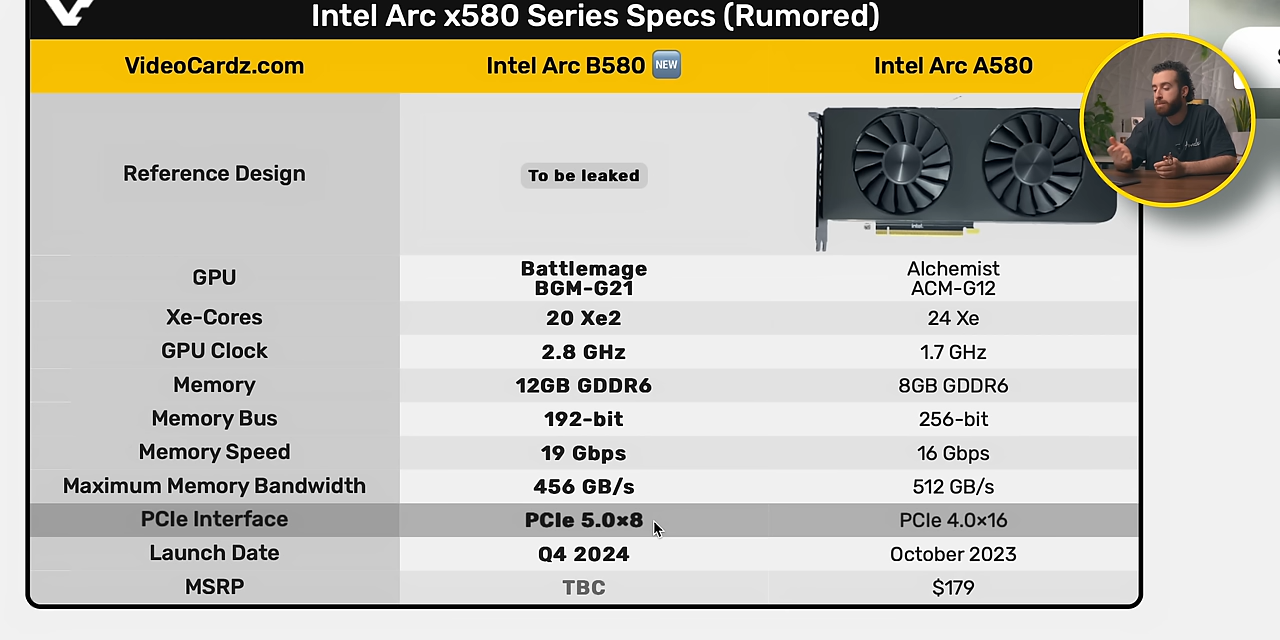 Intel Arc x580 Series Specs (Rumored)
VideoCardz.com Intel Arc B580 NEW Intel Arc A580
Reference Design To be leaked
intel
GPU Battlemage BGM-G21 Alchemist ACM-G12
Xe-Cores 20 Xe2 24 Xe
GPU Clock 2.8 GHz 1.7 GHz
Memory 12GB GDDR6 8GB GDDR6
Memory Bus 192-bit 256-bit
Memory Speed 19 Gbps 16 Gbps
Maximum Memory Bandwidth 456 GB/s 512 GB/s
PCIe Interface PCIe 5.0×8 PCIe 4.0×16
Launch Date Q4 2024 October 2023
MSRP TBC $179